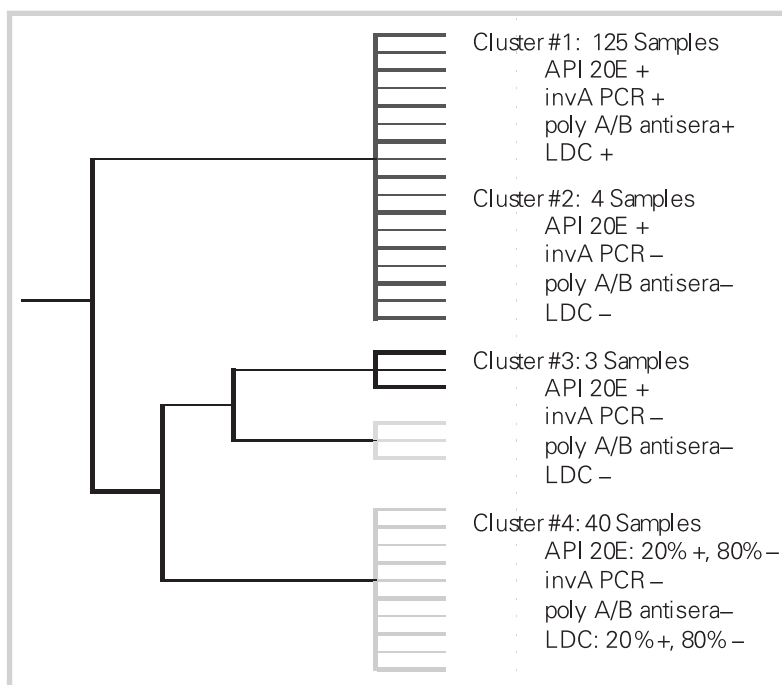 Cluster #1: 125 Samples
API 20E +
invA PCR +
poly A/B antisera+
LDC +
Cluster #2: 4 Samples
API 20E +
invA PCR –
poly A/B antisera–
LDC –
Cluster #3: 3 Samples
API 20E +
invA PCR –
poly A/B antisera–
LDC –
Cluster #4: 40 Samples
API 20E: 20% +, 80% –
invA PCR –
poly A/B antisera–
LDC: 20% +, 80% –